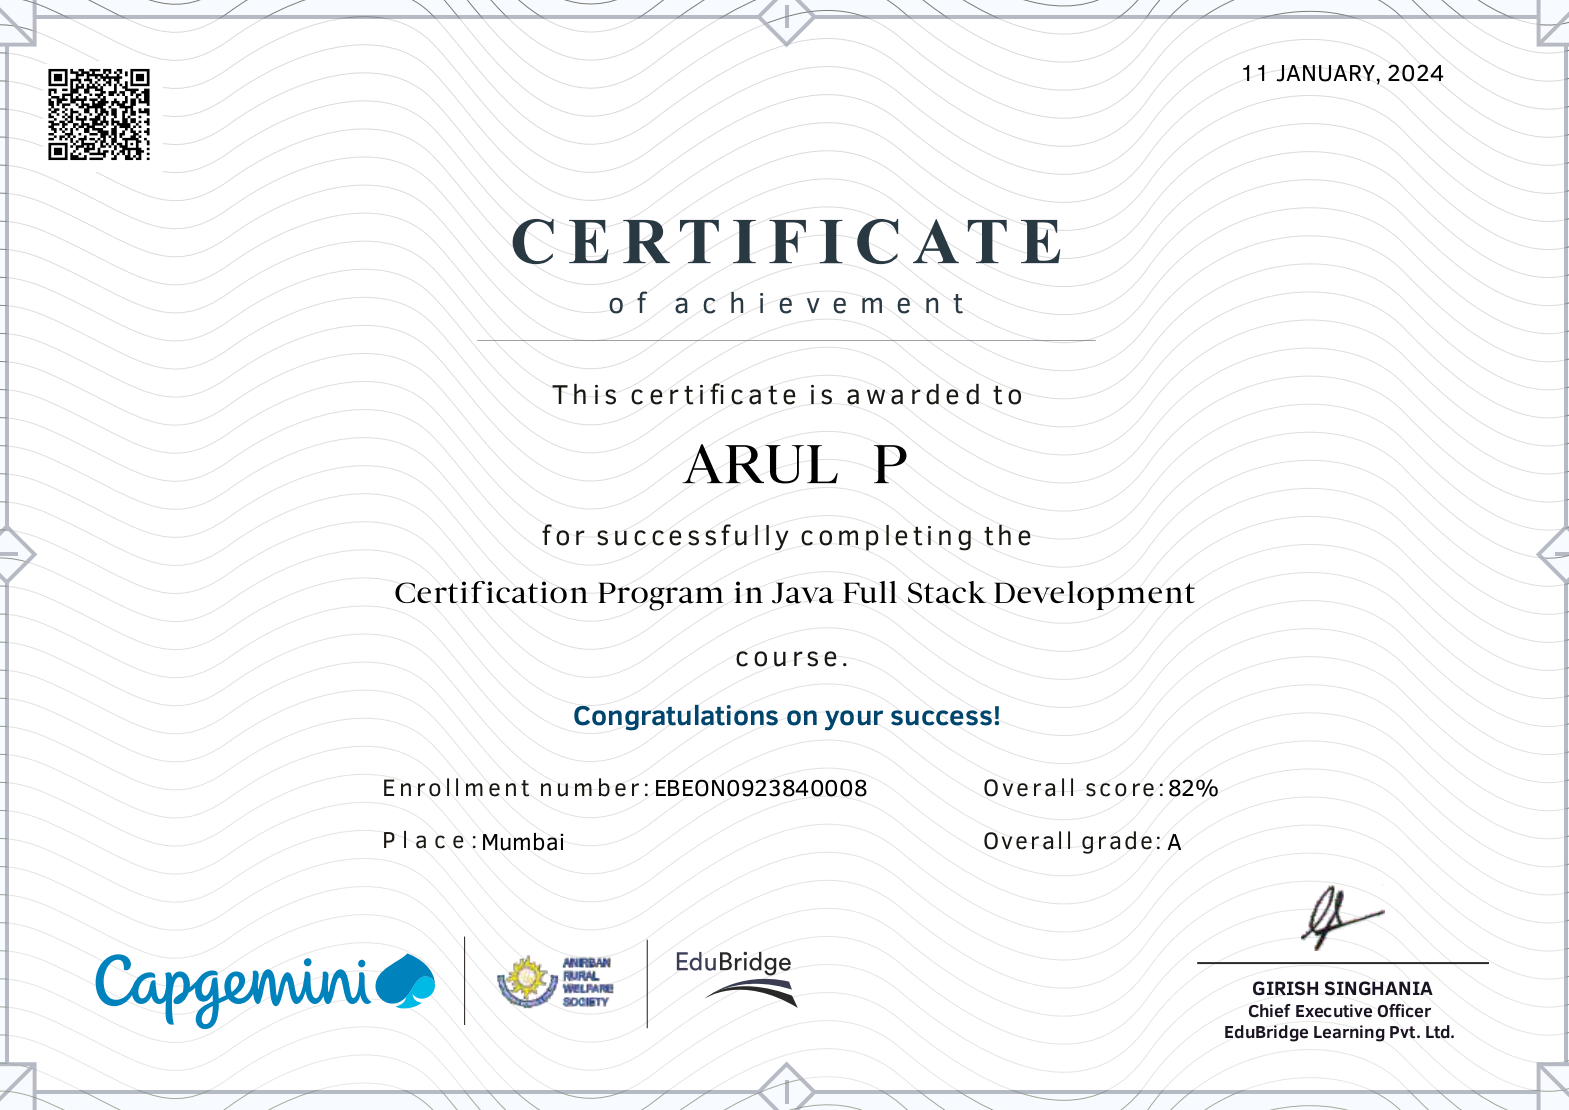 11 JANUARY, 2024
CERTIFICATE
of achievement
This certificate is awarded to
ARUL P
for successfully completing the
Certification Program in Java Full Stack Development
course.
Congratulations on your success!
Enrollment number: EBEON0923840008
Overall score: 82%
Place: Mumbai
Overall grade: A
Capgemini
ANIRBAN
RURAL
WELFARE
SOCIETY
EduBridge
GIRISH SINGHANIA
Chief Executive Officer
EduBridge Learning Pvt. Ltd.